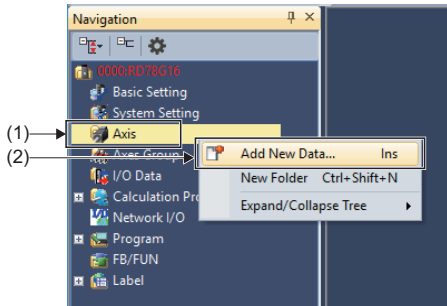 Navigation
0000:RD78G16
Basic Setting
System Setting
(1)
Axis
(2)
Axes Group
Add New Data... Ins
I/O Data
New Folder Ctrl+Shift+N
Calculation Pro
Expand/Collapse Tree
Network I/O
Program
FB/FUN
Label